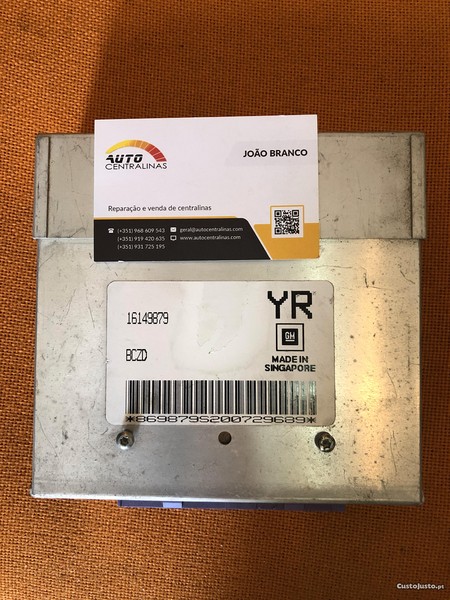 AUTO
CENTRALINAS
JOÃO BRANCO
Reparação e venda de centralinas
(+351) 968 609 543
geral@autocentralinas.com
(+351) 919 420 635
www.autocentralinas.com
(+351) 931 725 195
YR
16149879
GM
BCZD
MADE IN
SINGAPORE
*869879S200729689*
CustoJusto.pt